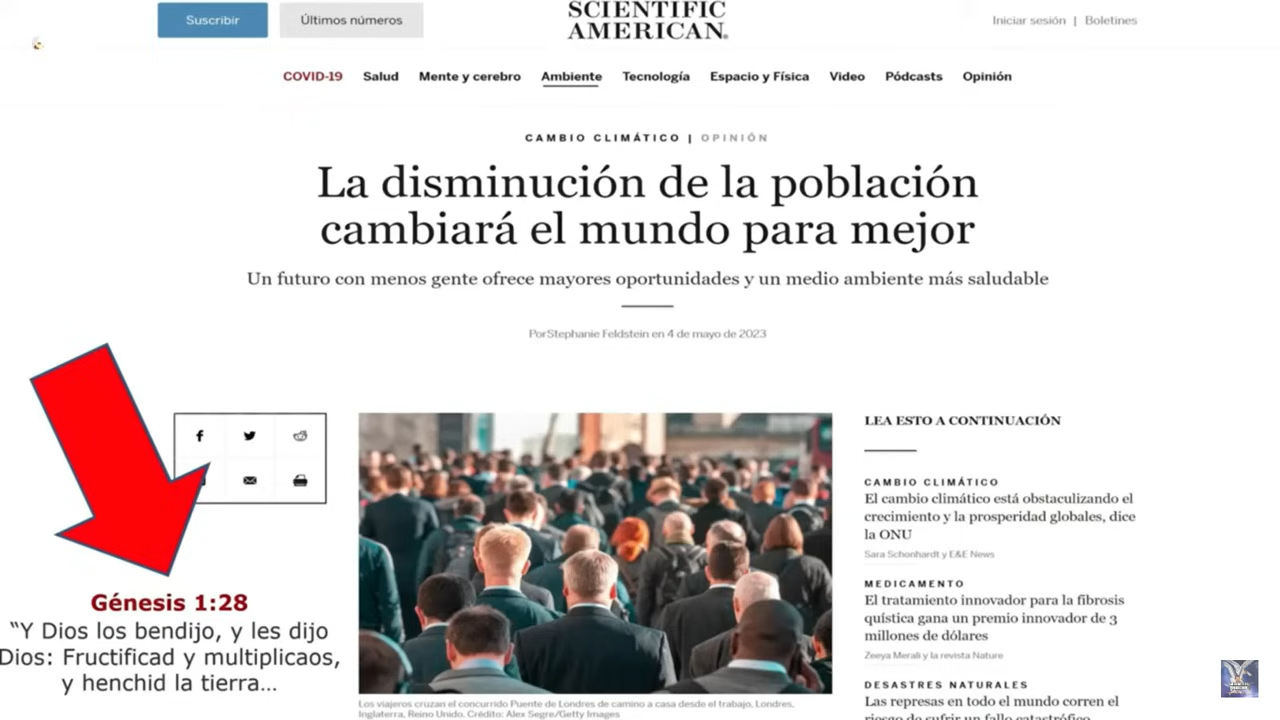 Suscribir
Últimos números
SCIENTIFIC
AMERICAN®
Iniciar sesión | Boletines
COVID-19 Salud Mente y cerebro Ambiente Tecnología Espacio y Física Video Pódcasts Opinión
CAMBIO CLIMÁTICO | OPINIÓN
La disminución de la población
cambiará el mundo para mejor
Un futuro con menos gente ofrece mayores oportunidades y un medio ambiente más saludable
PorStephanie Feldstein en 4 de mayo de 2023
Génesis 1:28
“Y Dios los bendijo, y les dijo
Dios: Fructificad y multiplicaos,
y henchid la tierra...
Los viajeros cruzan el concurrido Puente de Londres de camino a casa desde el trabajo, Londres,
Inglaterra, Reino Unido. Crédito: Alex Segre/Getty Images
LEA ESTO A CONTINUACIÓN
CAMBIO CLIMÁTICO
El cambio climático está obstaculizando el
crecimiento y la prosperidad globales, dice
la ONU
Sara Schonhardt y E&E News
MEDICAMENTO
El tratamiento innovador para la fibrosis
quística gana un premio innovador de 3
millones de dólares
Zeeya Merali y la revista Nature
DESASTRES NATURALES
Las represas en todo el mundo corren el
riesgo de sufrir un fallo catastrófico